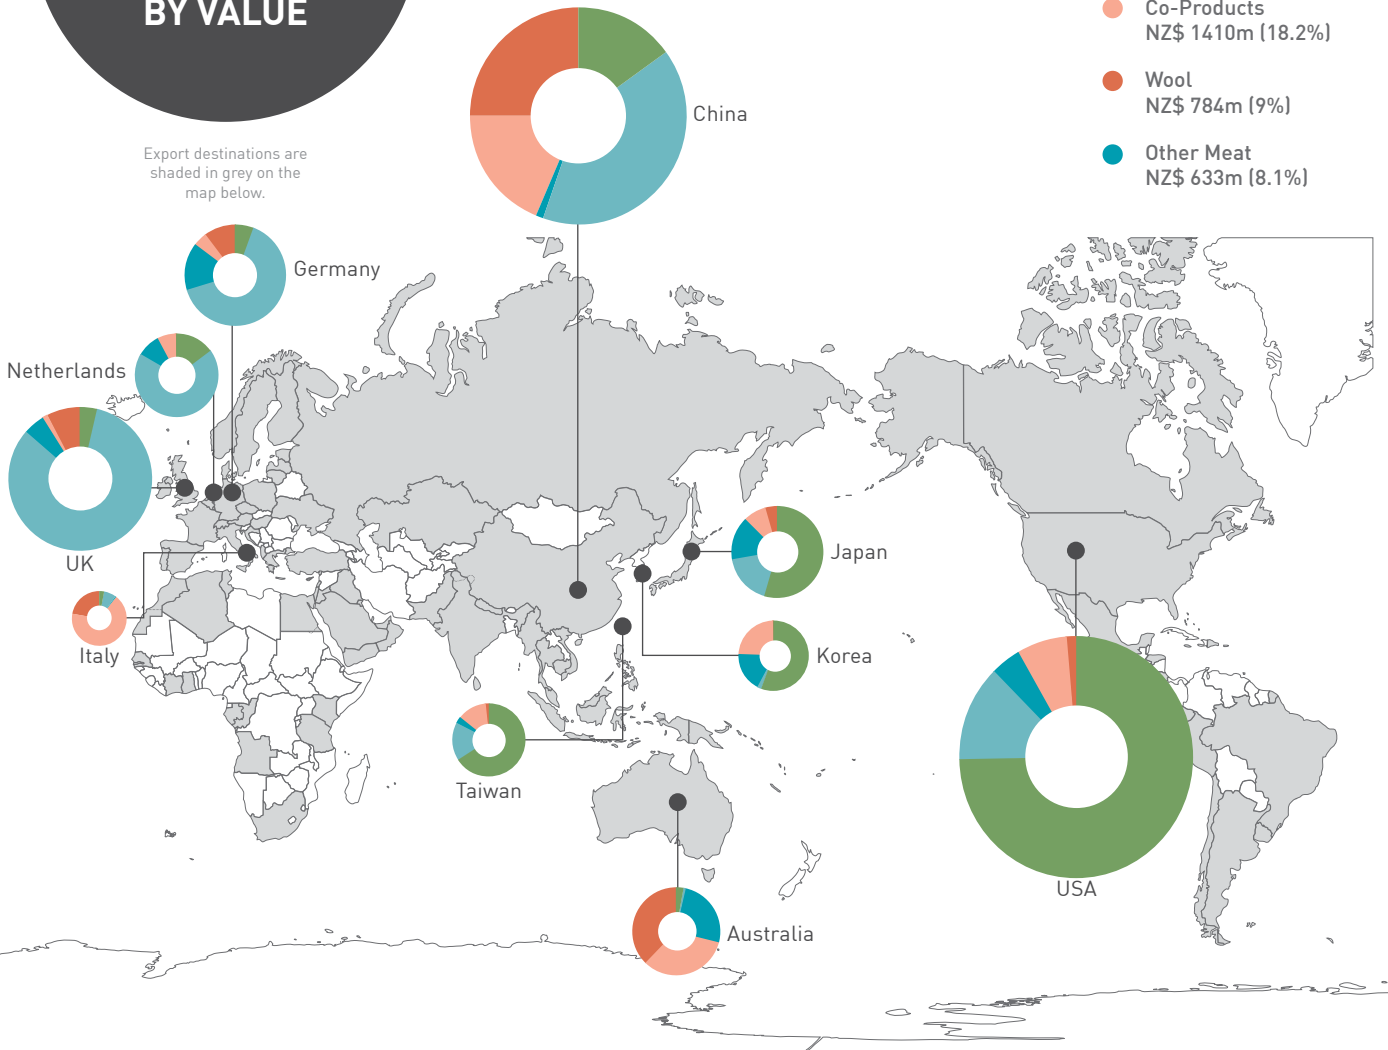 BY VALUE
Export destinations are
shaded in grey on the
map below.
Co-Products
NZ$ 1410m (18.2%)
Wool
NZ$ 784m (9%)
Other Meat
NZ$ 633m (8.1%)
China
Germany
Netherlands
UK
Italy
Japan
Korea
Taiwan
USA
Australia